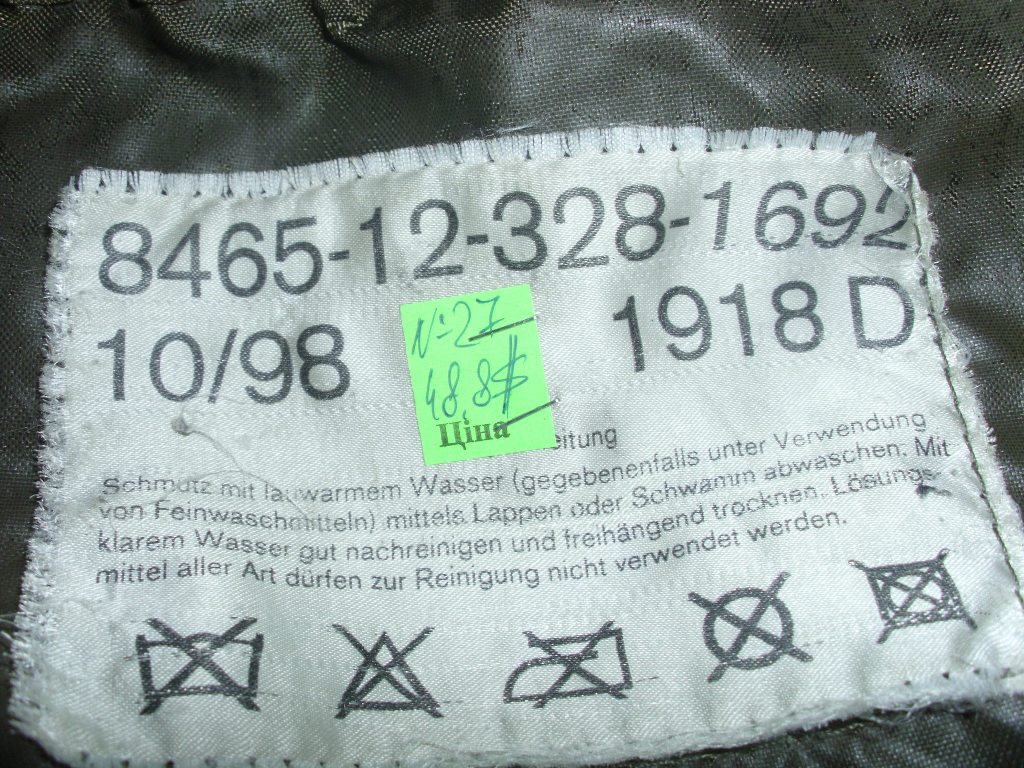 8465-12-328-1692
10/98
1918 D
№27
48,8$
Ціна
eitung
Schmutz mit lauwarmem Wasser (gegebenenfalls unter Verwendung
von Feinwaschmitteln) mittels Lappen oder Schwamm abwaschen. Mit
klarem Wasser gut nachreinigen und freihängend trocknen. Lösungs-
mittel aller Art dürfen zur Reinigung nicht verwendet werden.